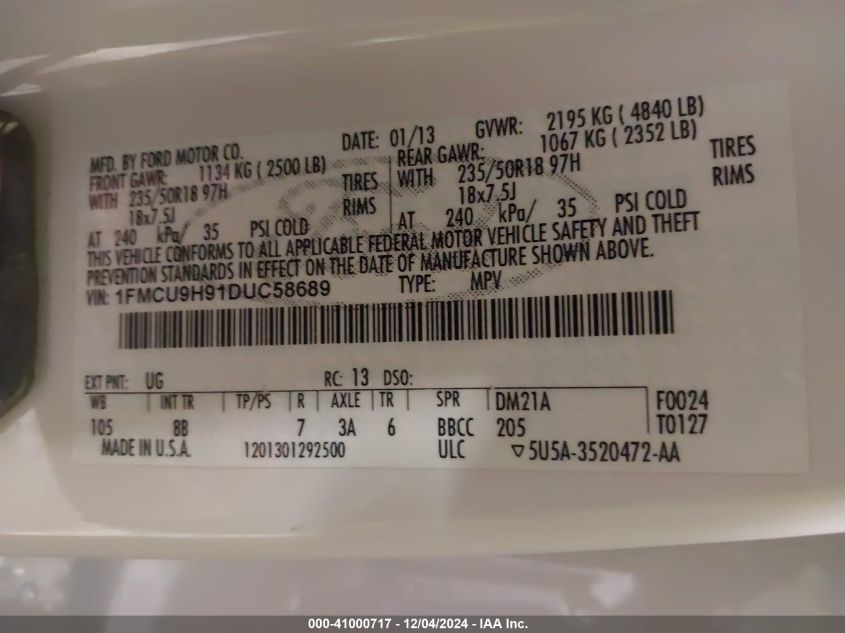 MFD. BY FORD MOTOR CO. DATE: 01/13 GVWR: 2195 KG ( 4840 LB)
FRONT GAWR: 1134 KG ( 2500 LB) REAR GAWR: 1067 KG ( 2352 LB)
WITH 235/50R18 97H TIRES WITH 235/50R18 97H TIRES
18x7.5J RIMS 18x7.5J RIMS
AT 240 kPa/ 35 PSI COLD AT 240 kPa/ 35 PSI COLD
THIS VEHICLE CONFORMS TO ALL APPLICABLE FEDERAL MOTOR VEHICLE SAFETY AND THEFT
PREVENTION STANDARDS IN EFFECT ON THE DATE OF MANUFACTURE SHOWN ABOVE.
VIN: 1FMCU9H91DUC58689 TYPE: MPV
EXT PNT: UG RC: 13 DSO:
WB INT TR TP/PS R AXLE TR SPR DM21A F0024
105 8B 7 3A 6 BBCC 205 T0127
MADE IN U.S.A. 1201301292500 ULC ▽5U5A-3520472-AA
000-41000717 - 12/04/2024 - IAA Inc.